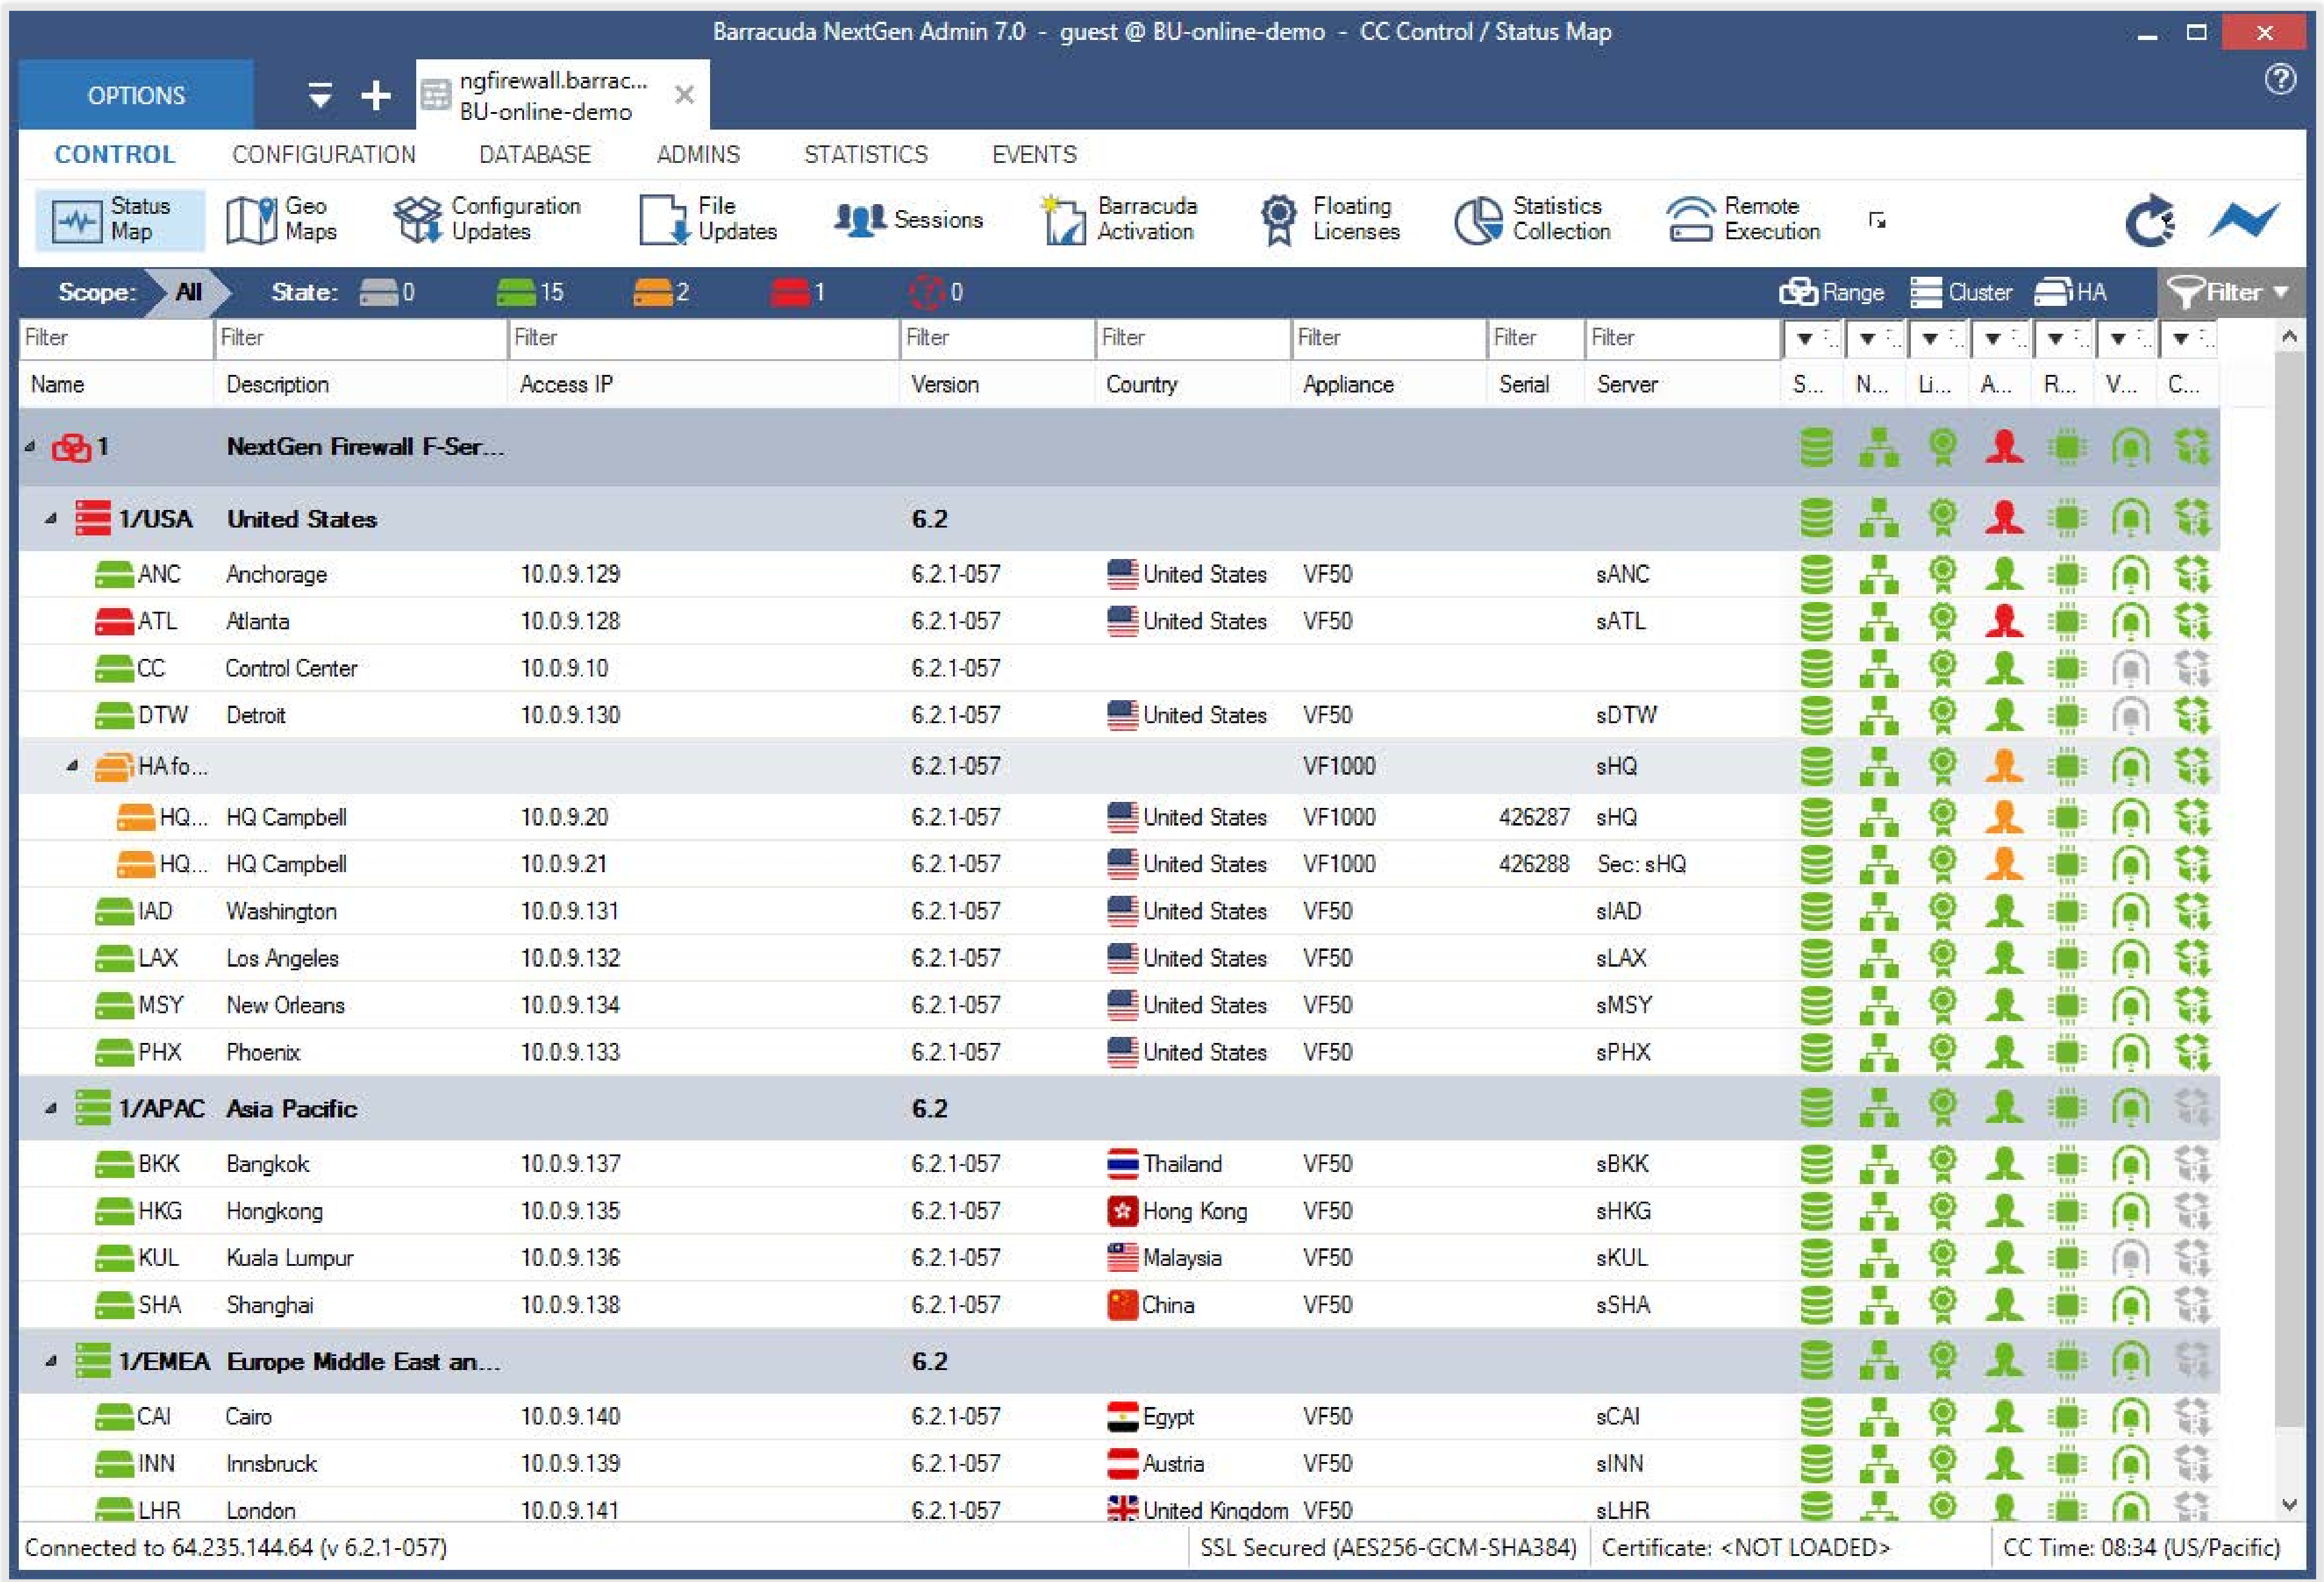 Barracuda NextGen Admin 7.0 - guest @ BU-online-demo - CC Control / Status Map
OPTIONS
ngfirewall.barrac...
BU-online-demo
CONTROL CONFIGURATION DATABASE ADMINS STATISTICS EVENTS
Status Map
Geo Maps
Configuration Updates
File Updates
Sessions
Barracuda Activation
Floating Licenses
Statistics Collection
Remote Execution
Scope: All State: 0 15 2 1 0 Range Cluster HA Filter
Filter Filter Filter Filter Filter Filter Filter Filter
Name Description Access IP Version Country Appliance Serial Server S... N... Li... A... R... V... C...
1 NextGen Firewall F-Ser...
1/USA United States 6.2
ANC Anchorage 10.0.9.129 6.2.1-057 United States VF50 sANC
ATL Atlanta 10.0.9.128 6.2.1-057 United States VF50 sATL
CC Control Center 10.0.9.10 6.2.1-057
DTW Detroit 10.0.9.130 6.2.1-057 United States VF50 sDTW
HA fo... 6.2.1-057 VF1000 sHQ
HQ... HQ Campbell 10.0.9.20 6.2.1-057 United States VF1000 426287 sHQ
HQ... HQ Campbell 10.0.9.21 6.2.1-057 United States VF1000 426288 Sec: sHQ
IAD Washington 10.0.9.131 6.2.1-057 United States VF50 sIAD
LAX Los Angeles 10.0.9.132 6.2.1-057 United States VF50 sLAX
MSY New Orleans 10.0.9.134 6.2.1-057 United States VF50 sMSY
PHX Phoenix 10.0.9.133 6.2.1-057 United States VF50 sPHX
1/APAC Asia Pacific 6.2
BKK Bangkok 10.0.9.137 6.2.1-057 Thailand VF50 sBKK
HKG Hongkong 10.0.9.135 6.2.1-057 Hong Kong VF50 sHKG
KUL Kuala Lumpur 10.0.9.136 6.2.1-057 Malaysia VF50 sKUL
SHA Shanghai 10.0.9.138 6.2.1-057 China VF50 sSHA
1/EMEA Europe Middle East an... 6.2
CAI Cairo 10.0.9.140 6.2.1-057 Egypt VF50 sCAI
INN Innsbruck 10.0.9.139 6.2.1-057 Austria VF50 sINN
LHR London 10.0.9.141 6.2.1-057 United Kingdom VF50 sLHR
Connected to 64.235.144.64 (v 6.2.1-057) SSL Secured (AES256-GCM-SHA384) Certificate: <NOT LOADED> CC Time: 08:34 (US/Pacific)